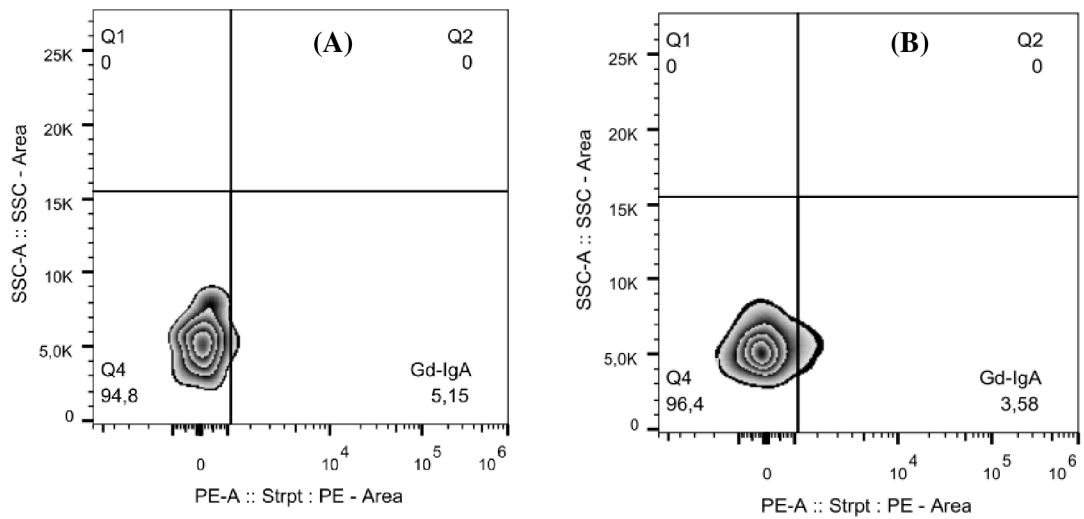 (A)
Q1
0
Q2
0
25K
20K
15K
10K
5,0K
0
SSC-A :: SSC - Area
Q4
94,8
Gd-IgA
5,15
0
10^4
10^5
10^6
PE-A :: Strpt : PE - Area
(B)
Q1
0
Q2
0
25K
20K
15K
10K
5,0K
0
SSC-A :: SSC - Area
Q4
96,4
Gd-IgA
3,58
0
10^4
10^5
10^6
PE-A :: Strpt : PE - Area